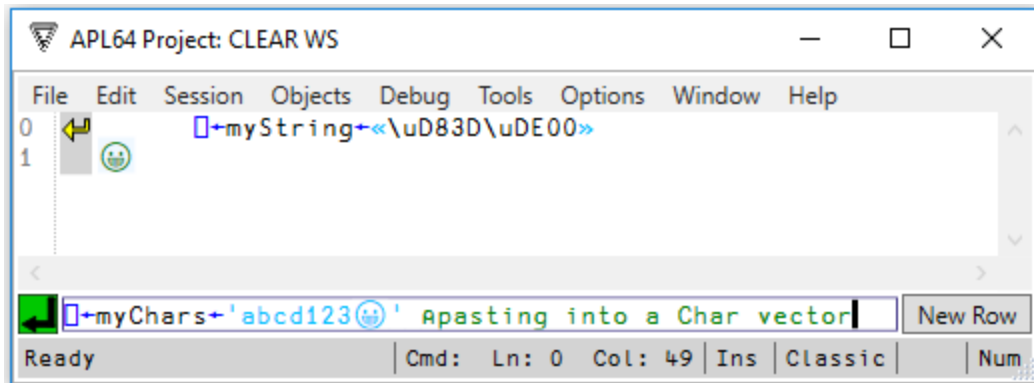 APL64 Project: CLEAR WS
File Edit Session Objects Debug Tools Options Window Help
0 ⎕←myString←«\uD83D\uDE00»
1 😀
⎕←myChars←'abcd123😀' ⍝pasting into a Char vector New Row
Ready Cmd: Ln: 0 Col: 49 Ins Classic Num